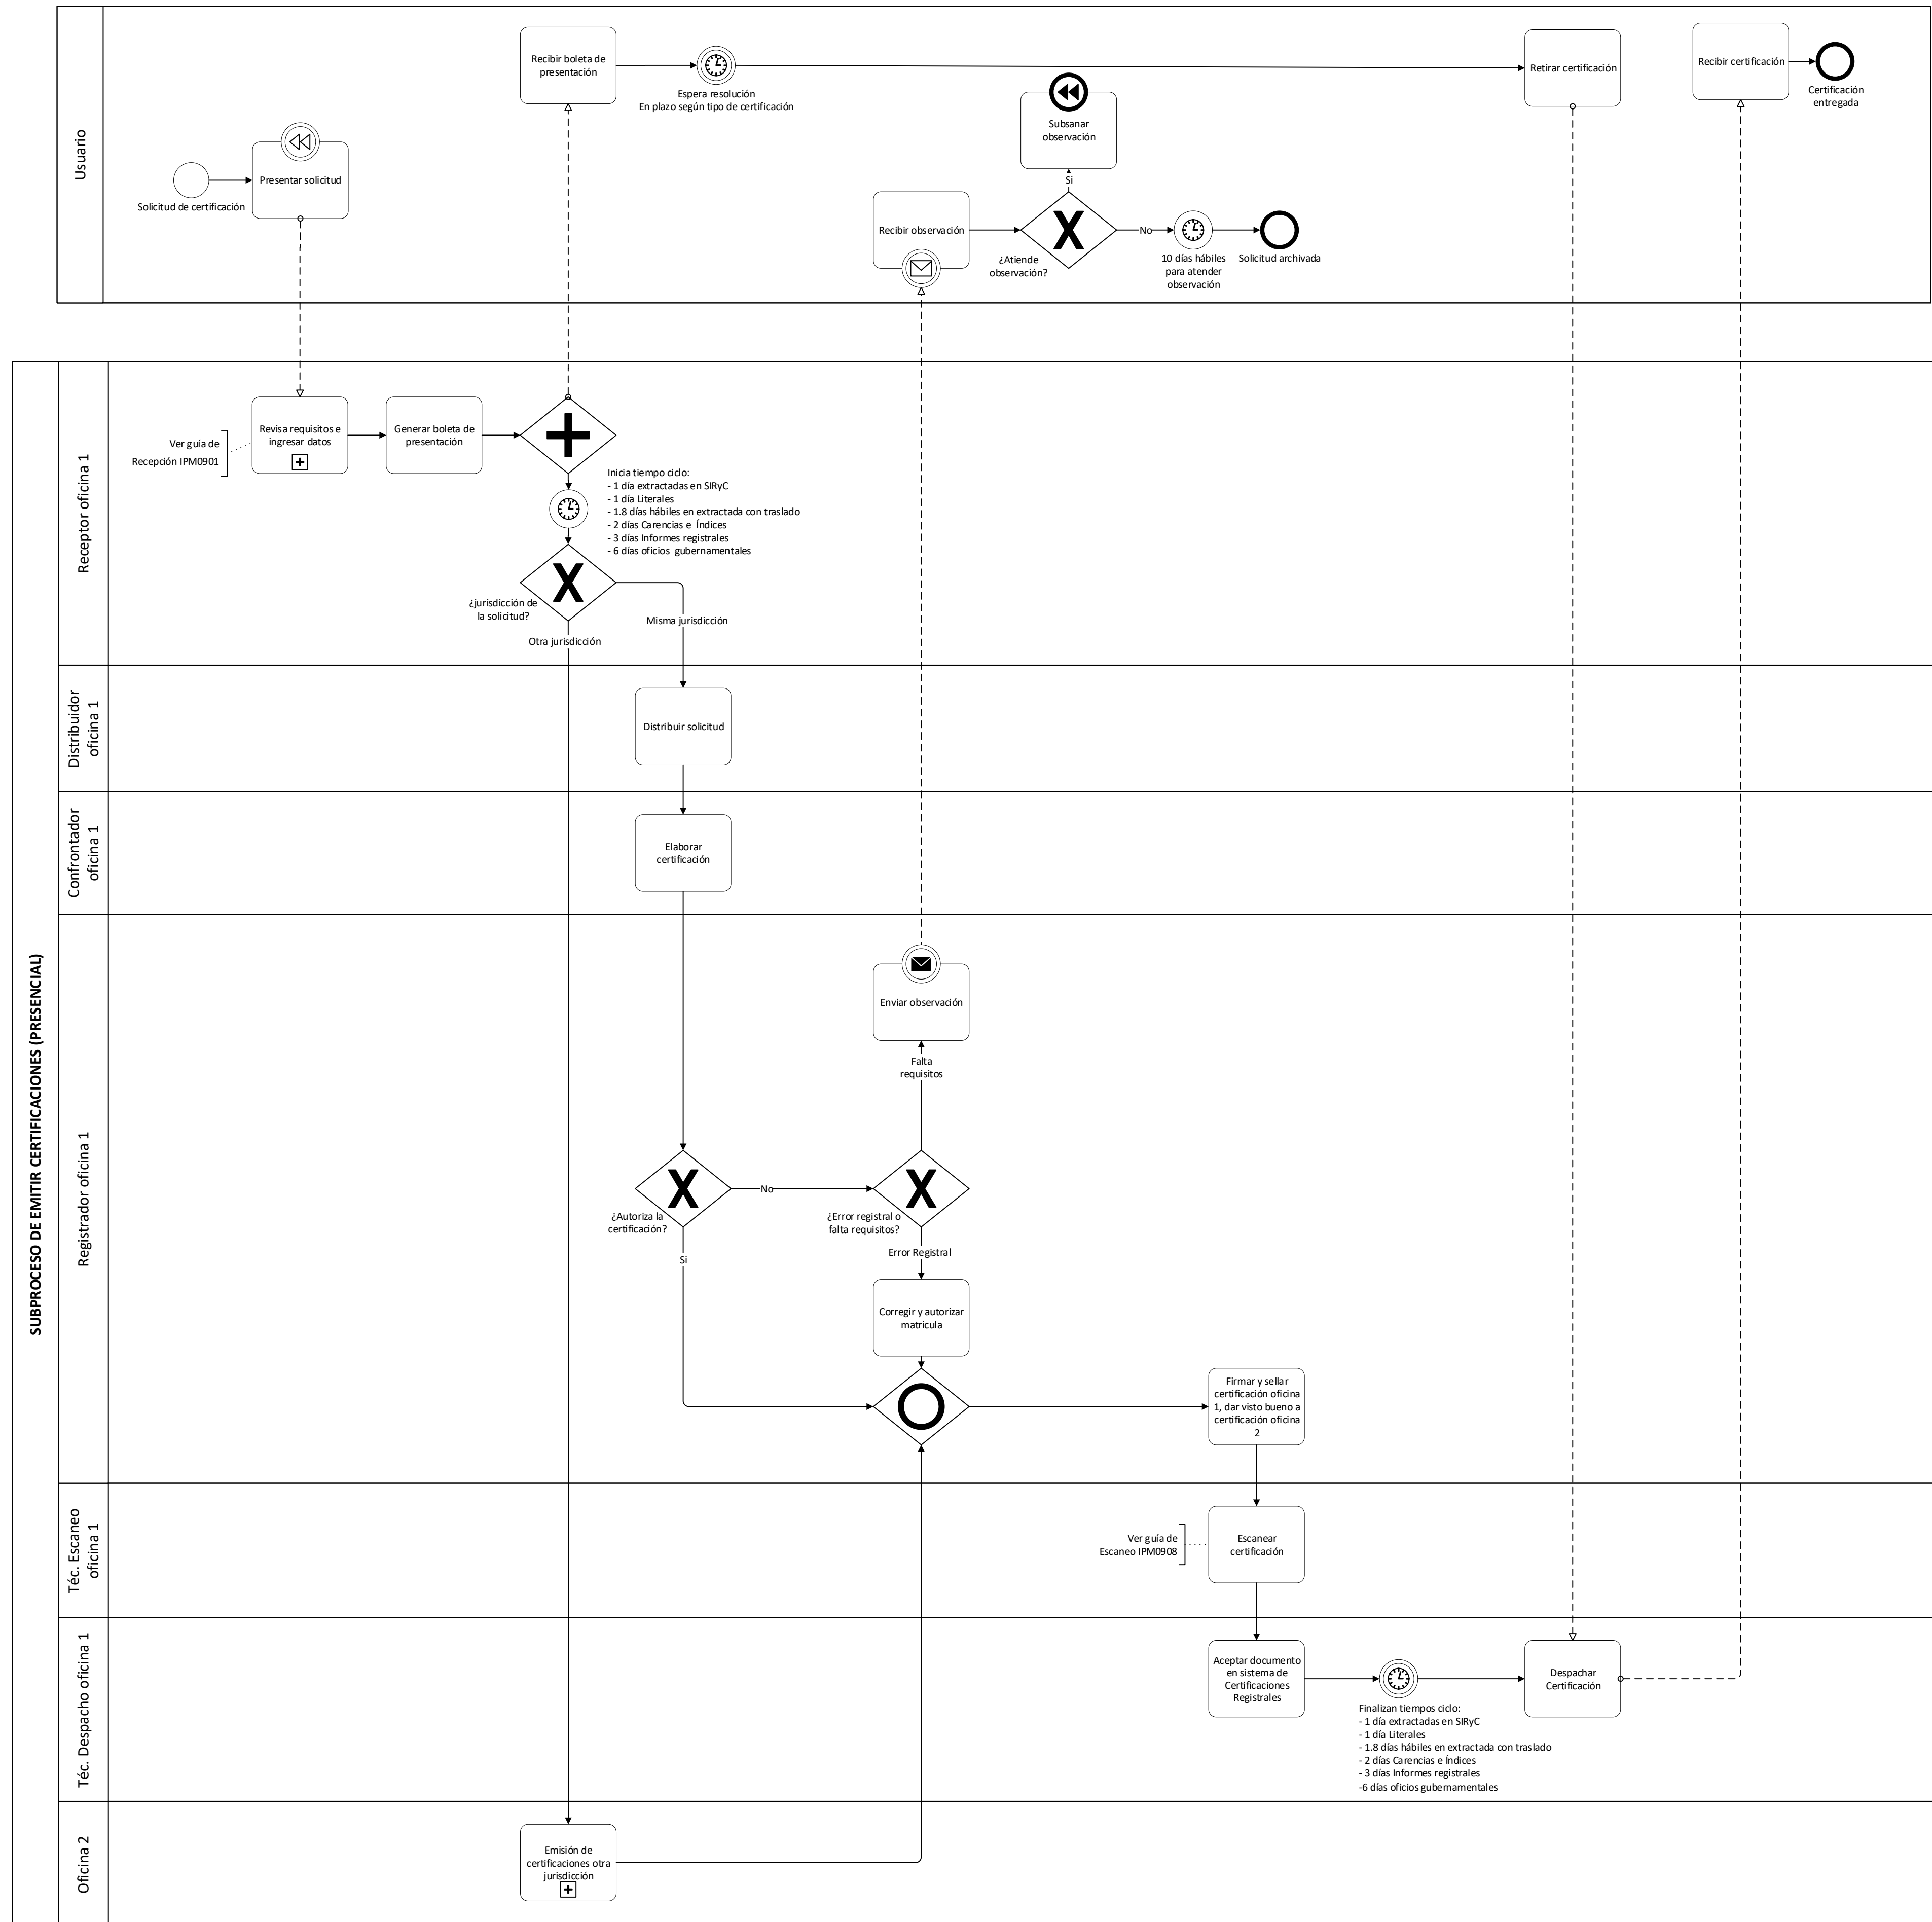 Usuario
Solicitud de certificación
Presentar solicitud
Recibir boleta de
presentación
Espera resolución
En plazo según tipo de certificación
Recibir observación
¿Atiende
observación?
Si
Subsanar
observación
No
10 días hábiles
para atender
observación
Solicitud archivada
Retirar certificación
Recibir certificación
Certificación
entregada
SUBPROCESO DE EMITIR CERTIFICACIONES (PRESENCIAL)
Receptor oficina 1
Ver guía de
Recepción IPM0901
Revisa requisitos e
ingresar datos
Generar boleta de
presentación
Inicia tiempo ciclo:
- 1 día extractadas en SIRyC
- 1 día Literales
- 1.8 días hábiles en extractada con traslado
- 2 días Carencias e Índices
- 3 días Informes registrales
- 6 días oficios gubernamentales
¿jurisdicción de
la solicitud?
Misma jurisdicción
Otra jurisdicción
Distribuidor
oficina 1
Distribuir solicitud
Confrontador
oficina 1
Elaborar
certificación
Registrador oficina 1
Enviar observación
Falta
requisitos
¿Autoriza la
certificación?
No
¿Error registral o
falta requisitos?
Si
Error Registral
Corregir y autorizar
matricula
Firmar y sellar
certificación oficina
1, dar visto bueno a
certificación oficina
2
Téc. Escaneo
oficina 1
Ver guía de
Escaneo IPM0908
Escanear
certificación
Téc. Despacho oficina 1
Aceptar documento
en sistema de
Certificaciones
Registrales
Finalizan tiempos ciclo:
- 1 día extractadas en SIRyC
- 1 día Literales
- 1.8 días hábiles en extractada con traslado
- 2 días Carencias e Índices
- 3 días Informes registrales
-6 días oficios gubernamentales
Despachar
Certificación
Oficina 2
Emisión de
certificaciones otra
jurisdicción